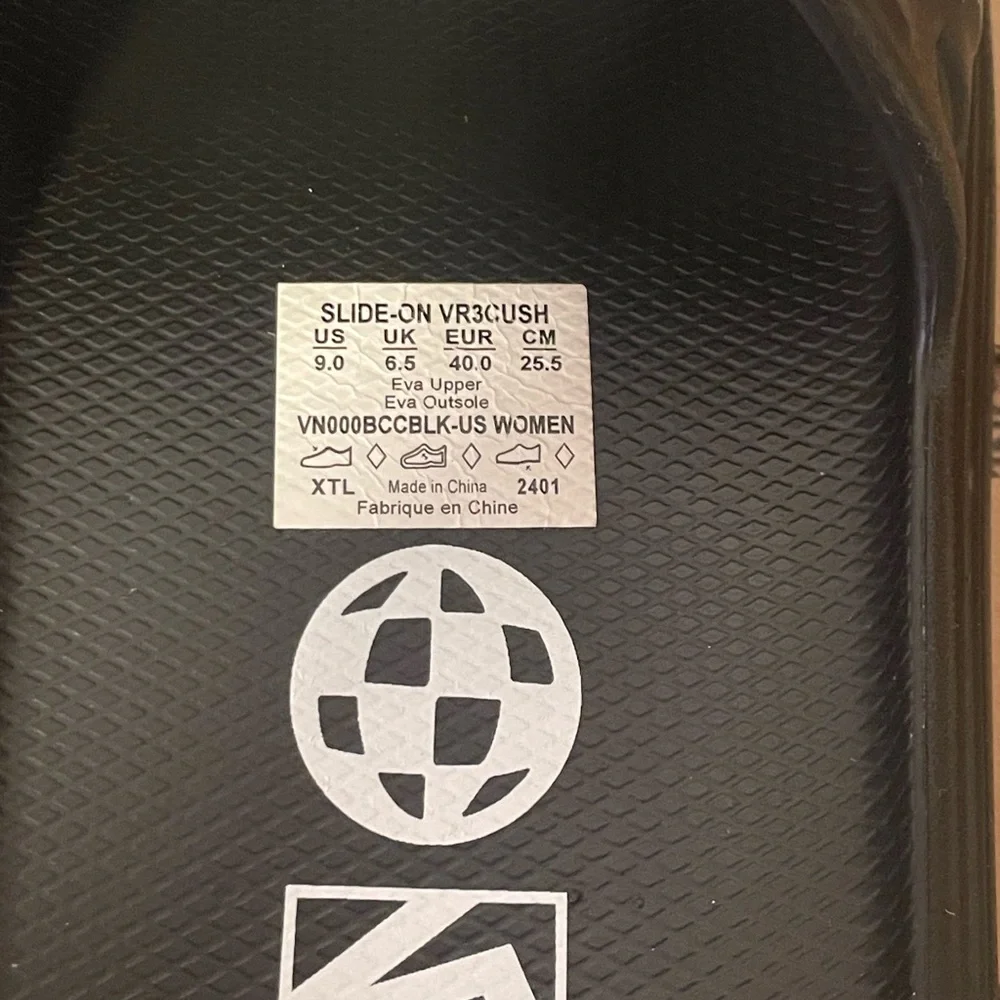 SLIDE-ON VR3CUSH
US UK EUR CM
9.0 6.5 40.0 25.5
Eva Upper
Eva Outsole
VN000BCCBLK-US WOMEN
XTL Made in China 2401
Fabrique en Chine